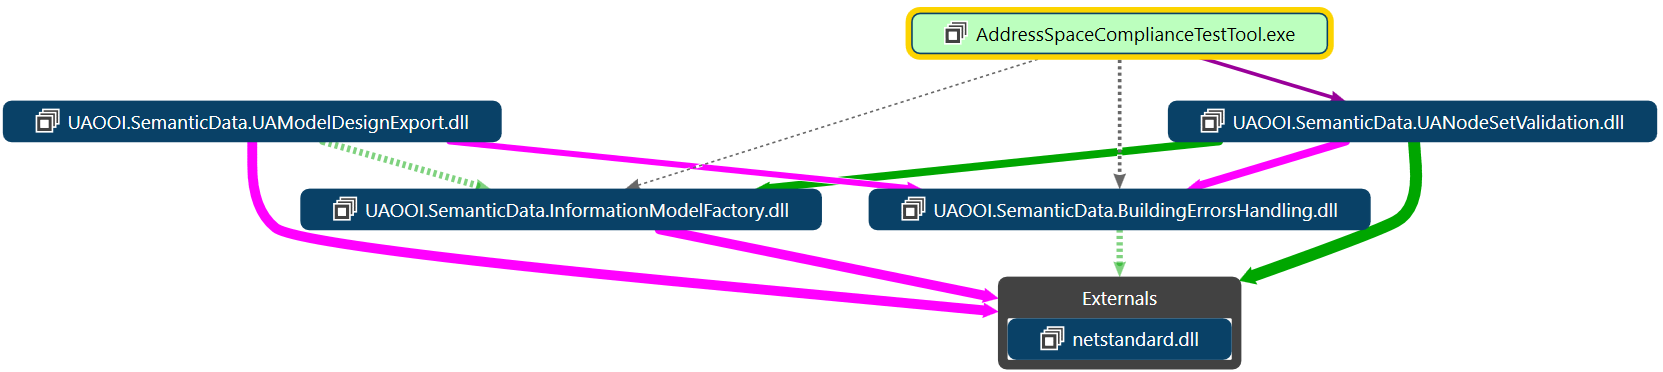 AddressSpaceComplianceTestTool.exe
UAOOI.SemanticData.UAModelDesignExport.dll
UAOOI.SemanticData.UANodeSetValidation.dll
UAOOI.SemanticData.InformationModelFactory.dll
UAOOI.SemanticData.BuildingErrorsHandling.dll
Externals
netstandard.dll